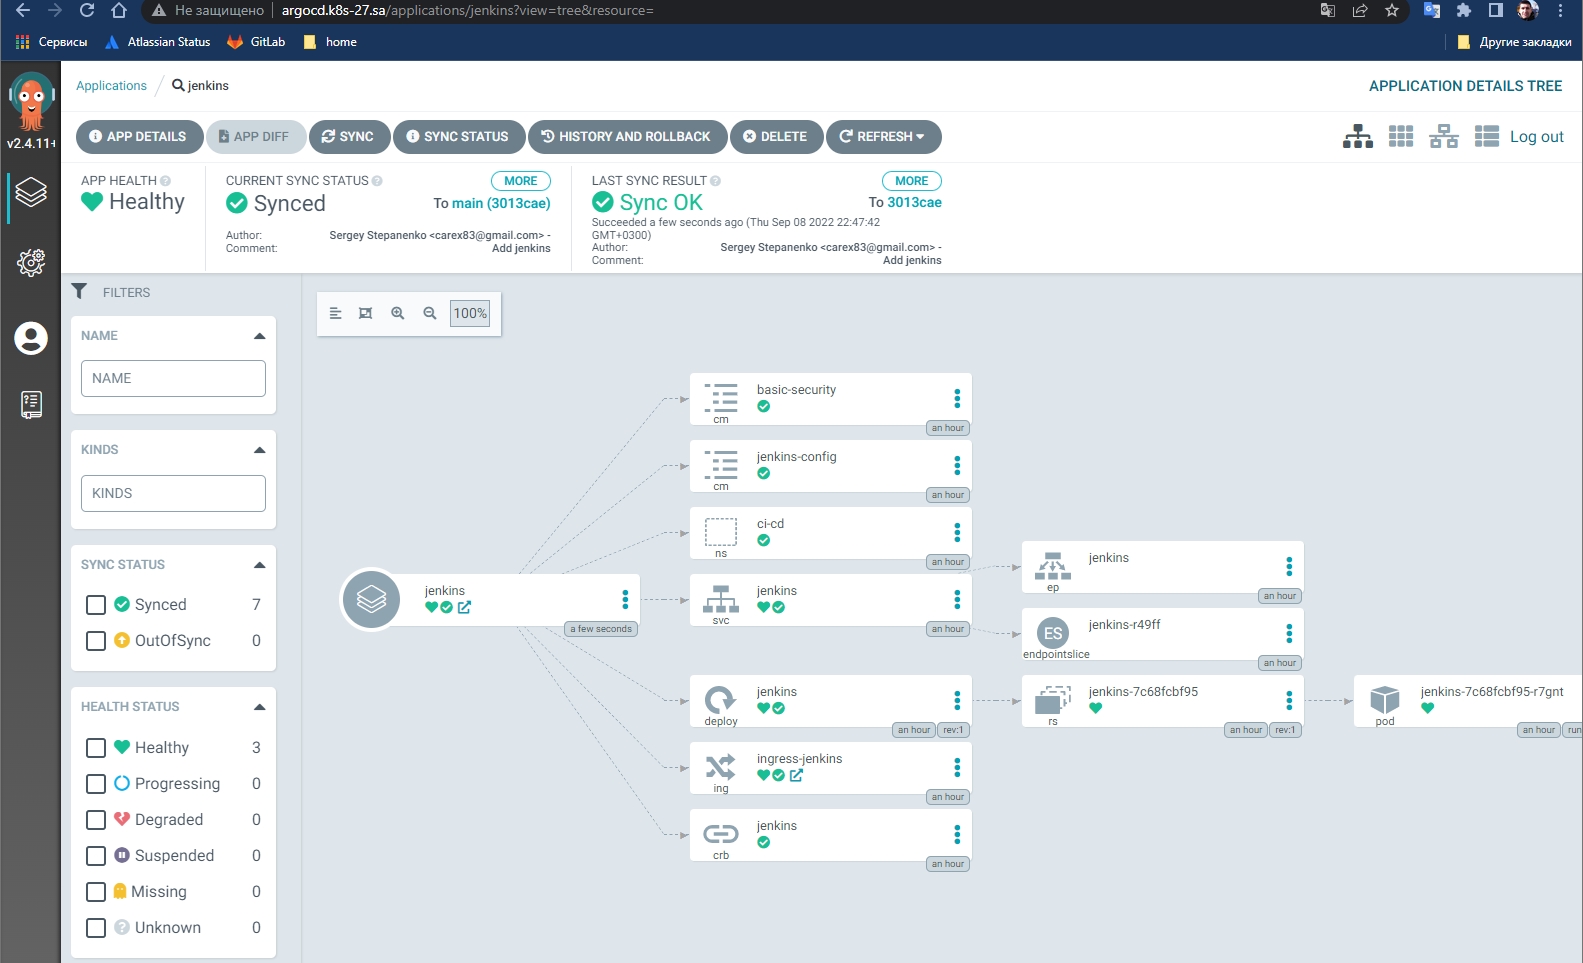 Не защищено argocd.k8s-27.sa/applications/jenkins?view=tree&resource=
Сервисы Atlassian Status GitLab home Другие закладки
v2.4.11+
Applications / jenkins APPLICATION DETAILS TREE
APP DETAILS APP DIFF SYNC SYNC STATUS HISTORY AND ROLLBACK DELETE REFRESH Log out
APP HEALTH
Healthy
CURRENT SYNC STATUS MORE
Synced To main (3013cae)
Author: Sergey Stepanenko <carex83@gmail.com> -
Comment: Add jenkins
LAST SYNC RESULT MORE
Sync OK To 3013cae
Succeeded a few seconds ago (Thu Sep 08 2022 22:47:42
GMT+0300)
Author: Sergey Stepanenko <carex83@gmail.com> -
Comment: Add jenkins
FILTERS
NAME
NAME
KINDS
KINDS
SYNC STATUS
Synced 7
OutOfSync 0
HEALTH STATUS
Healthy 3
Progressing 0
Degraded 0
Suspended 0
Missing 0
Unknown 0
100%
jenkins
a few seconds
basic-security
cm
an hour
jenkins-config
cm
an hour
ci-cd
ns
an hour
jenkins
svc
an hour
jenkins
deploy
an hour rev:1
ingress-jenkins
ing
an hour
jenkins
crb
an hour
jenkins
ep
an hour
ES
jenkins-r49ff
endpointslice
an hour
jenkins-7c68fcbf95
rs
an hour rev:1
jenkins-7c68fcbf95-r7gnt
pod
an hour run